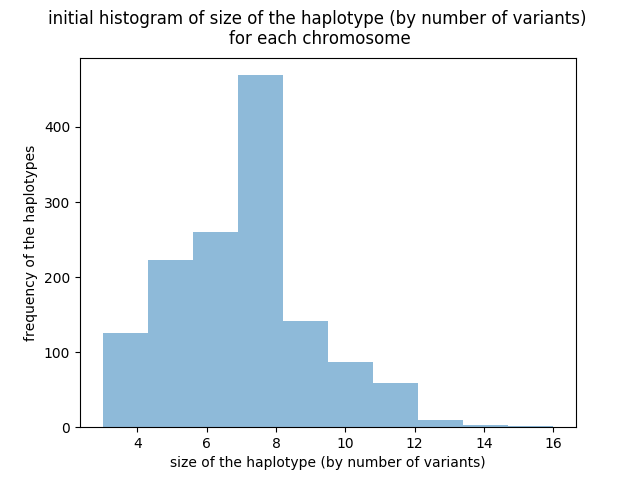 initial histogram of size of the haplotype (by number of variants)
for each chromosome
frequency of the haplotypes
400
300
200
100
0
4 6 8 10 12 14 16
size of the haplotype (by number of variants)